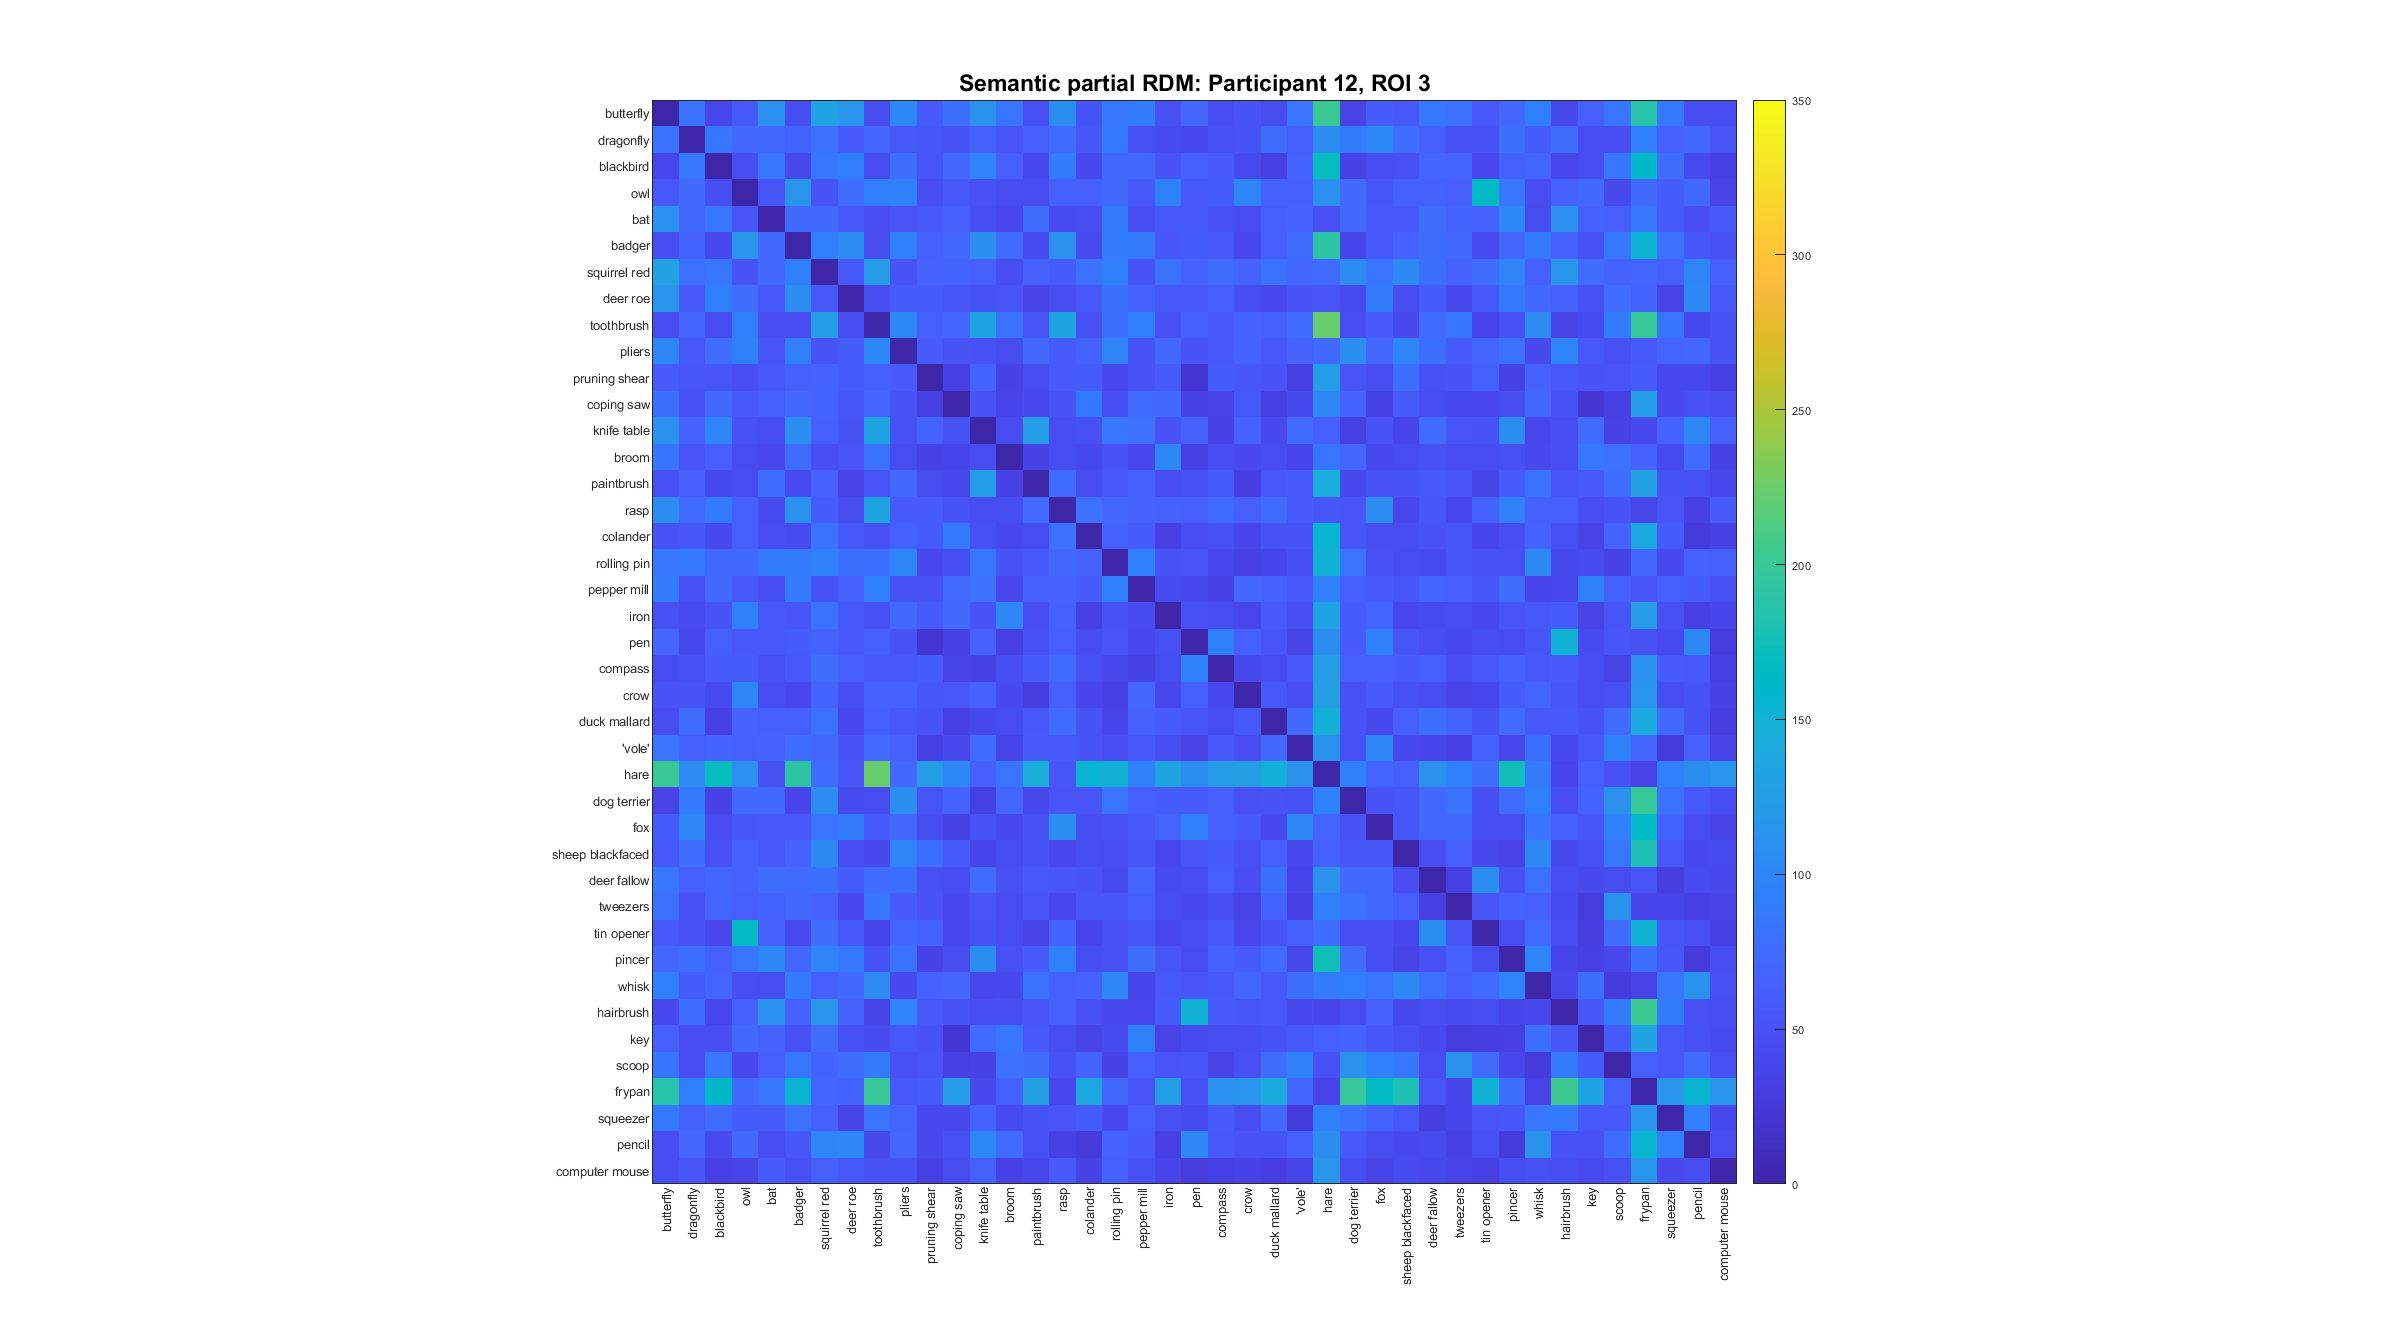 Semantic partial RDM: Participant 12, ROI 3
butterfly
dragonfly
blackbird
owl
bat
badger
squirrel red
deer roe
toothbrush
pliers
pruning shear
coping saw
knife table
broom
paintbrush
rasp
colander
rolling pin
pepper mill
iron
pen
compass
crow
duck mallard
'vole'
hare
dog terrier
fox
sheep blackfaced
deer fallow
tweezers
tin opener
pincer
whisk
hairbrush
key
scoop
frypan
squeezer
pencil
computer mouse
butterfly
dragonfly
blackbird
owl
bat
badger
squirrel red
deer roe
toothbrush
pliers
pruning shear
coping saw
knife table
broom
paintbrush
rasp
colander
rolling pin
pepper mill
iron
pen
compass
crow
duck mallard
'vole'
hare
dog terrier
fox
sheep blackfaced
deer fallow
tweezers
tin opener
pincer
whisk
hairbrush
key
scoop
frypan
squeezer
pencil
computer mouse
350
300
250
200
150
100
50
0